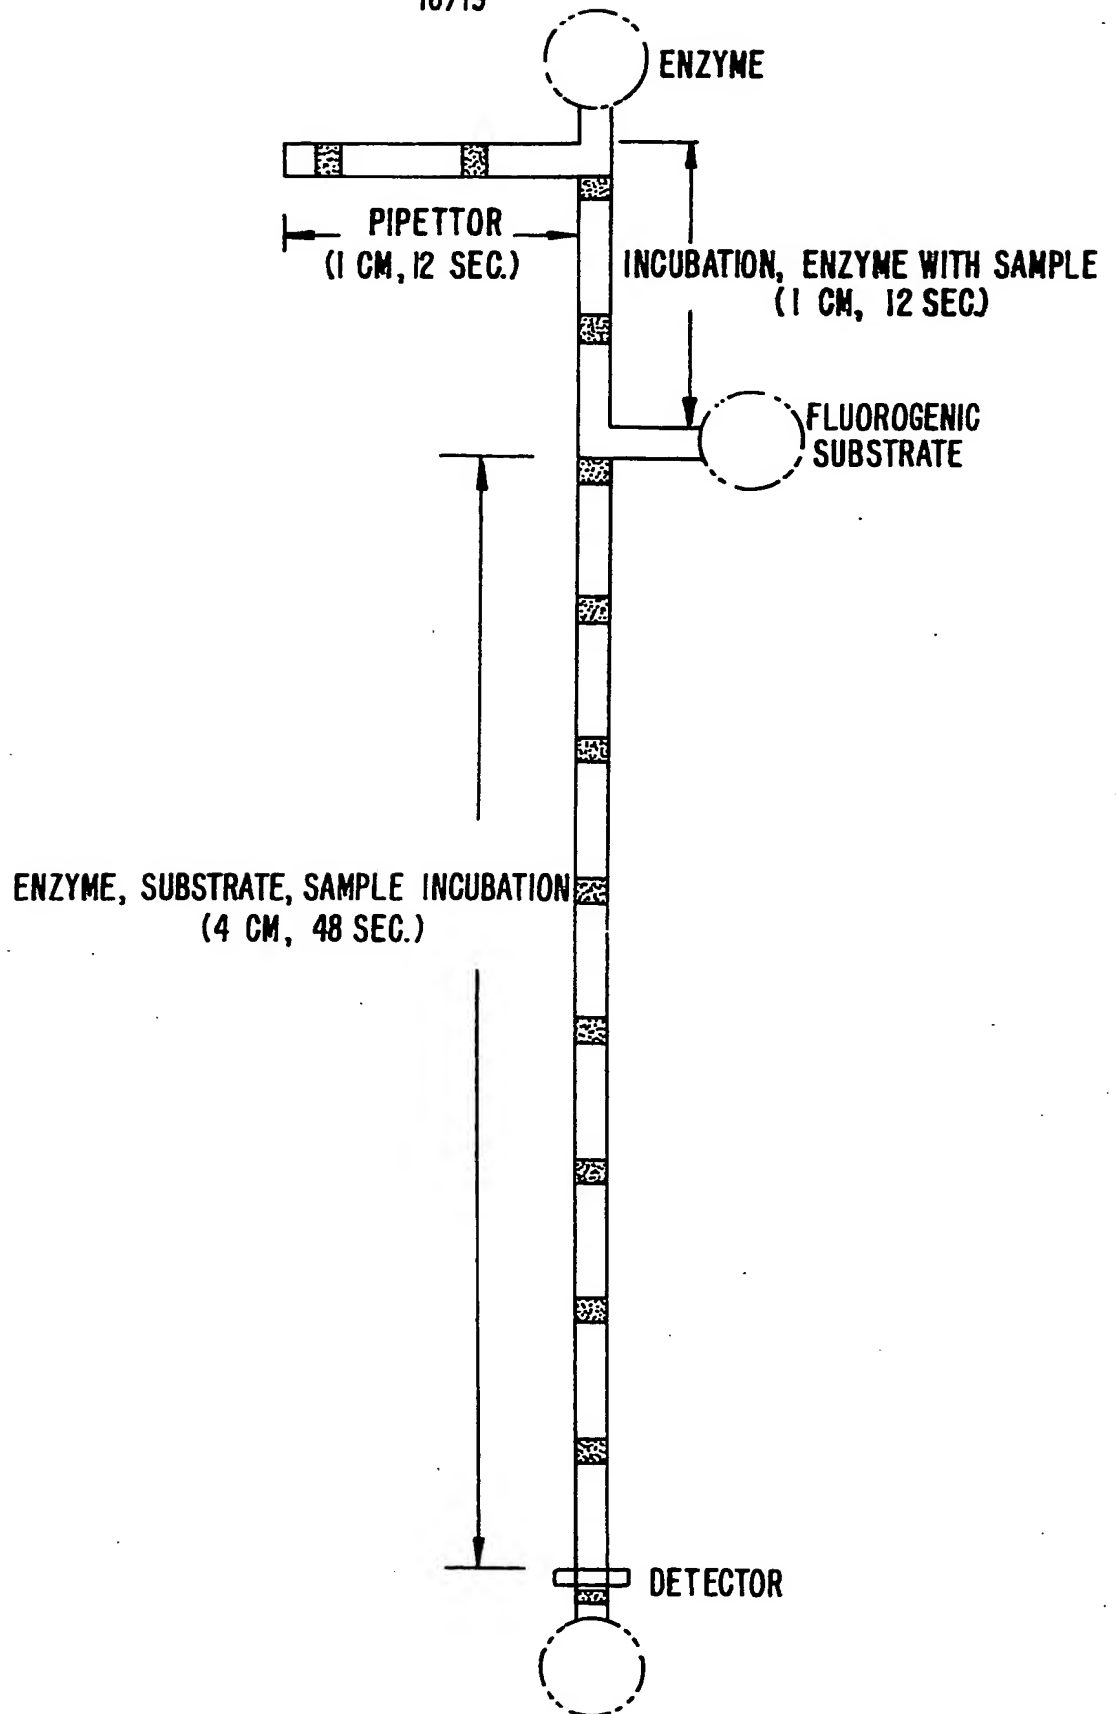 ENZYME
PIPETTOR
(1 CM, 12 SEC.)
INCUBATION, ENZYME WITH SAMPLE
(1 CM, 12 SEC.)
FLUOROGENIC
SUBSTRATE
ENZYME, SUBSTRATE, SAMPLE INCUBATION
(4 CM, 48 SEC.)
DETECTOR